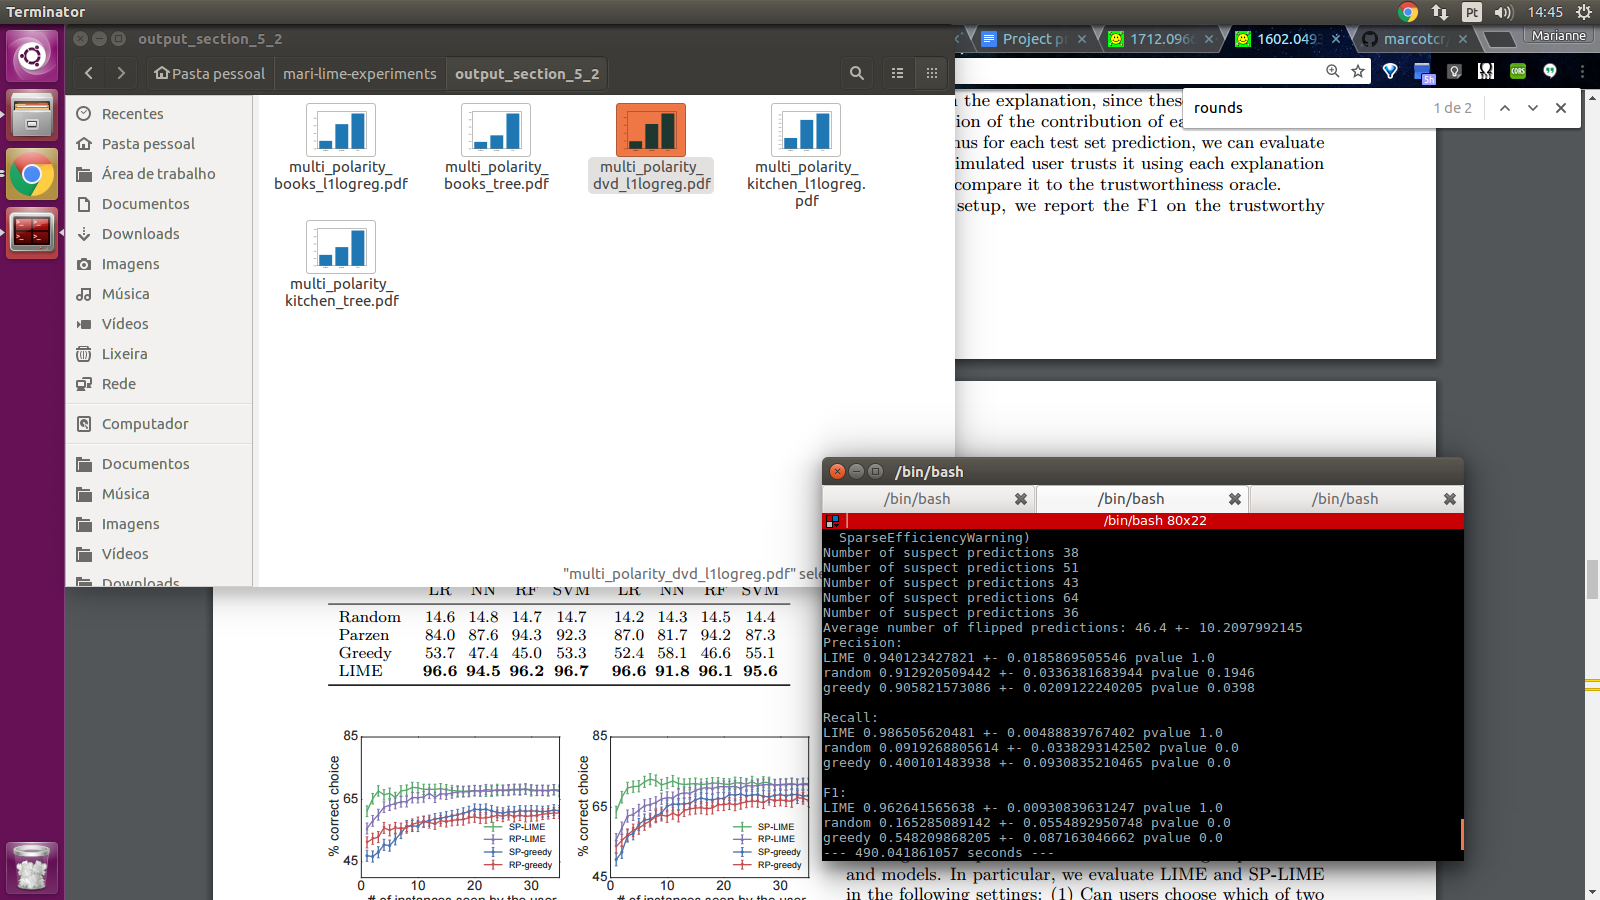 Terminator
Pt
14:45
output_section_5_2
Project p
1712.096
1602.049
marcotcr
Marianne
Pasta pessoal
mari-lime-experiments
output_section_5_2
Sh
CORS
rounds
1 de 2
Recentes
Pasta pessoal
Área de trabalho
Documentos
Downloads
Imagens
Música
Vídeos
Lixeira
Rede
Computador
Documentos
Música
Imagens
Vídeos
Downloads
multi_polarity_
books_l1logreg.pdf
multi_polarity_
books_tree.pdf
multi_polarity_
dvd_l1logreg.pdf
multi_polarity_
kitchen_l1logreg.
pdf
multi_polarity_
kitchen_tree.pdf
"multi_polarity_dvd_l1logreg.pdf" sele
the explanation, since these
ion of the contribution of ea
us for each test set prediction, we can evaluate
simulated user trusts it using each explanation
compare it to the trustworthiness oracle.
setup, we report the F1 on the trustworthy
LR NN RF SVM LR NN RF SVM
Random 14.6 14.8 14.7 14.7 14.2 14.3 14.5 14.4
Parzen 84.0 87.6 94.3 92.3 87.0 81.7 94.2 87.3
Greedy 53.7 47.4 45.0 53.3 52.4 58.1 46.6 55.1
LIME 96.6 94.5 96.2 96.7 96.6 91.8 96.1 95.6
85
65
45
% correct choice
SP-LIME
RP-LIME
SP-greedy
RP-greedy
0 10 20 30
# of instances seen by the user
85
65
45
% correct choice
SP-LIME
RP-LIME
SP-greedy
RP-greedy
0 10 20 30
# of instances seen by the user
/bin/bash
/bin/bash
/bin/bash
/bin/bash
/bin/bash 80x22
SparseEfficiencyWarning)
Number of suspect predictions 38
Number of suspect predictions 51
Number of suspect predictions 43
Number of suspect predictions 64
Number of suspect predictions 36
Average number of flipped predictions: 46.4 +- 10.2097992145
Precision:
LIME 0.940123427821 +- 0.0185869505546 pvalue 1.0
random 0.912920509442 +- 0.0336381683944 pvalue 0.1946
greedy 0.905821573086 +- 0.0209122240205 pvalue 0.0398
Recall:
LIME 0.986505620481 +- 0.00488839767402 pvalue 1.0
random 0.0919268805614 +- 0.0338293142502 pvalue 0.0
greedy 0.400101483938 +- 0.0930835210465 pvalue 0.0
F1:
LIME 0.962641565638 +- 0.00930839631247 pvalue 1.0
random 0.165285089142 +- 0.0554892950748 pvalue 0.0
greedy 0.548209868205 +- 0.087163046662 pvalue 0.0
--- 490.041861057 seconds ---
and models. In particular, we evaluate LIME and SP-LIME
in the following settings: (1) Can users choose which of two